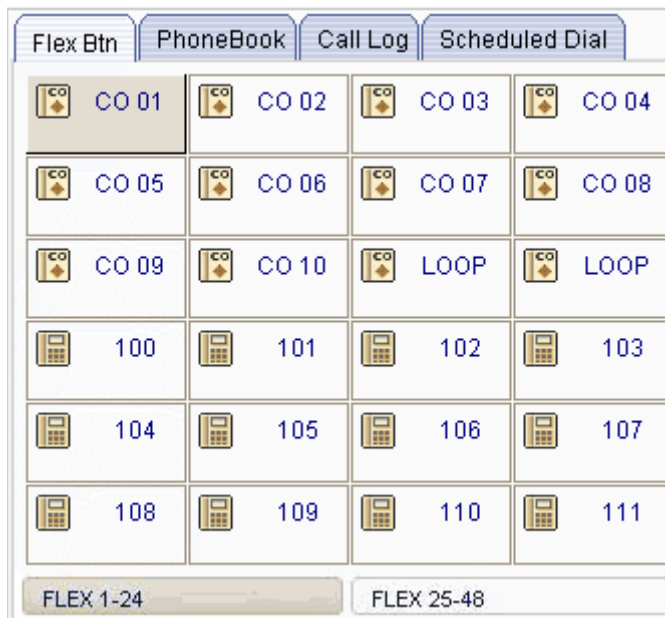 Flex Btn PhoneBook Call Log Scheduled Dial
CO CO 01 CO CO 02 CO CO 03 CO CO 04
CO CO 05 CO CO 06 CO CO 07 CO CO 08
CO CO 09 CO CO 10 CO LOOP CO LOOP
100 101 102 103
104 105 106 107
108 109 110 111
FLEX 1-24 FLEX 25-48